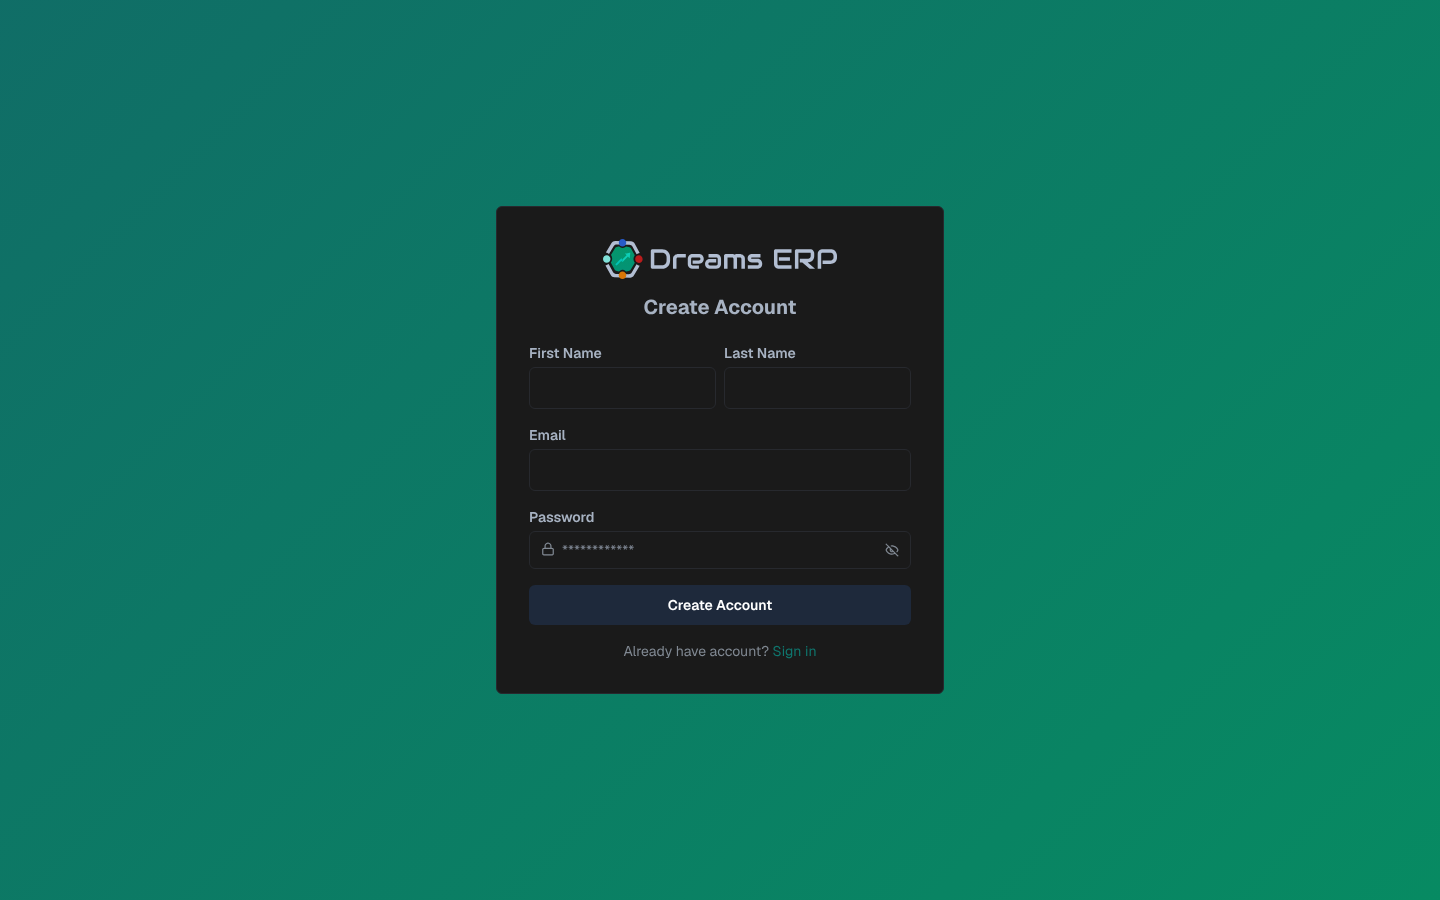 Dreams ERP
Create Account
First Name Last Name
Email
Password
************
Create Account
Already have account? Sign in